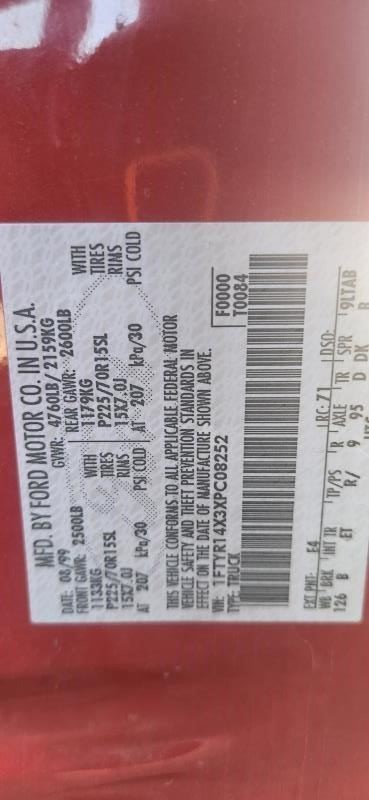 MFD. BY FORD MOTOR CO. IN U.S.A.
DATE: 08/99 GVWR: 4760LB/ 2159KG
FRONT GAWR: 2500LB REAR GAWR: 2600LB
1133KG WITH 1179KG WITH
P225/70R15SL TIRES P225/70R15SL TIRES
15X7.0J RIMS 15X7.0J RIMS
AT 207 kPa/30 PSI COLD AT 207 kPa/30 PSI COLD
THIS VEHICLE CONFORMS TO ALL APPLICABLE FEDERAL MOTOR
VEHICLE SAFETY AND THEFT PREVENTION STANDARDS IN
EFFECT ON THE DATE OF MANUFACTURE SHOWN ABOVE.
VIN: 1FTYR14X3XPC08252 F0000
TYPE: TRUCK T0084
EXT PNT: E4 RC: 71 DSO:
WB BRK INT TR TP/PS R AXLE TR SPR 9LTAB
126 B ET R/ 9 95 D DK